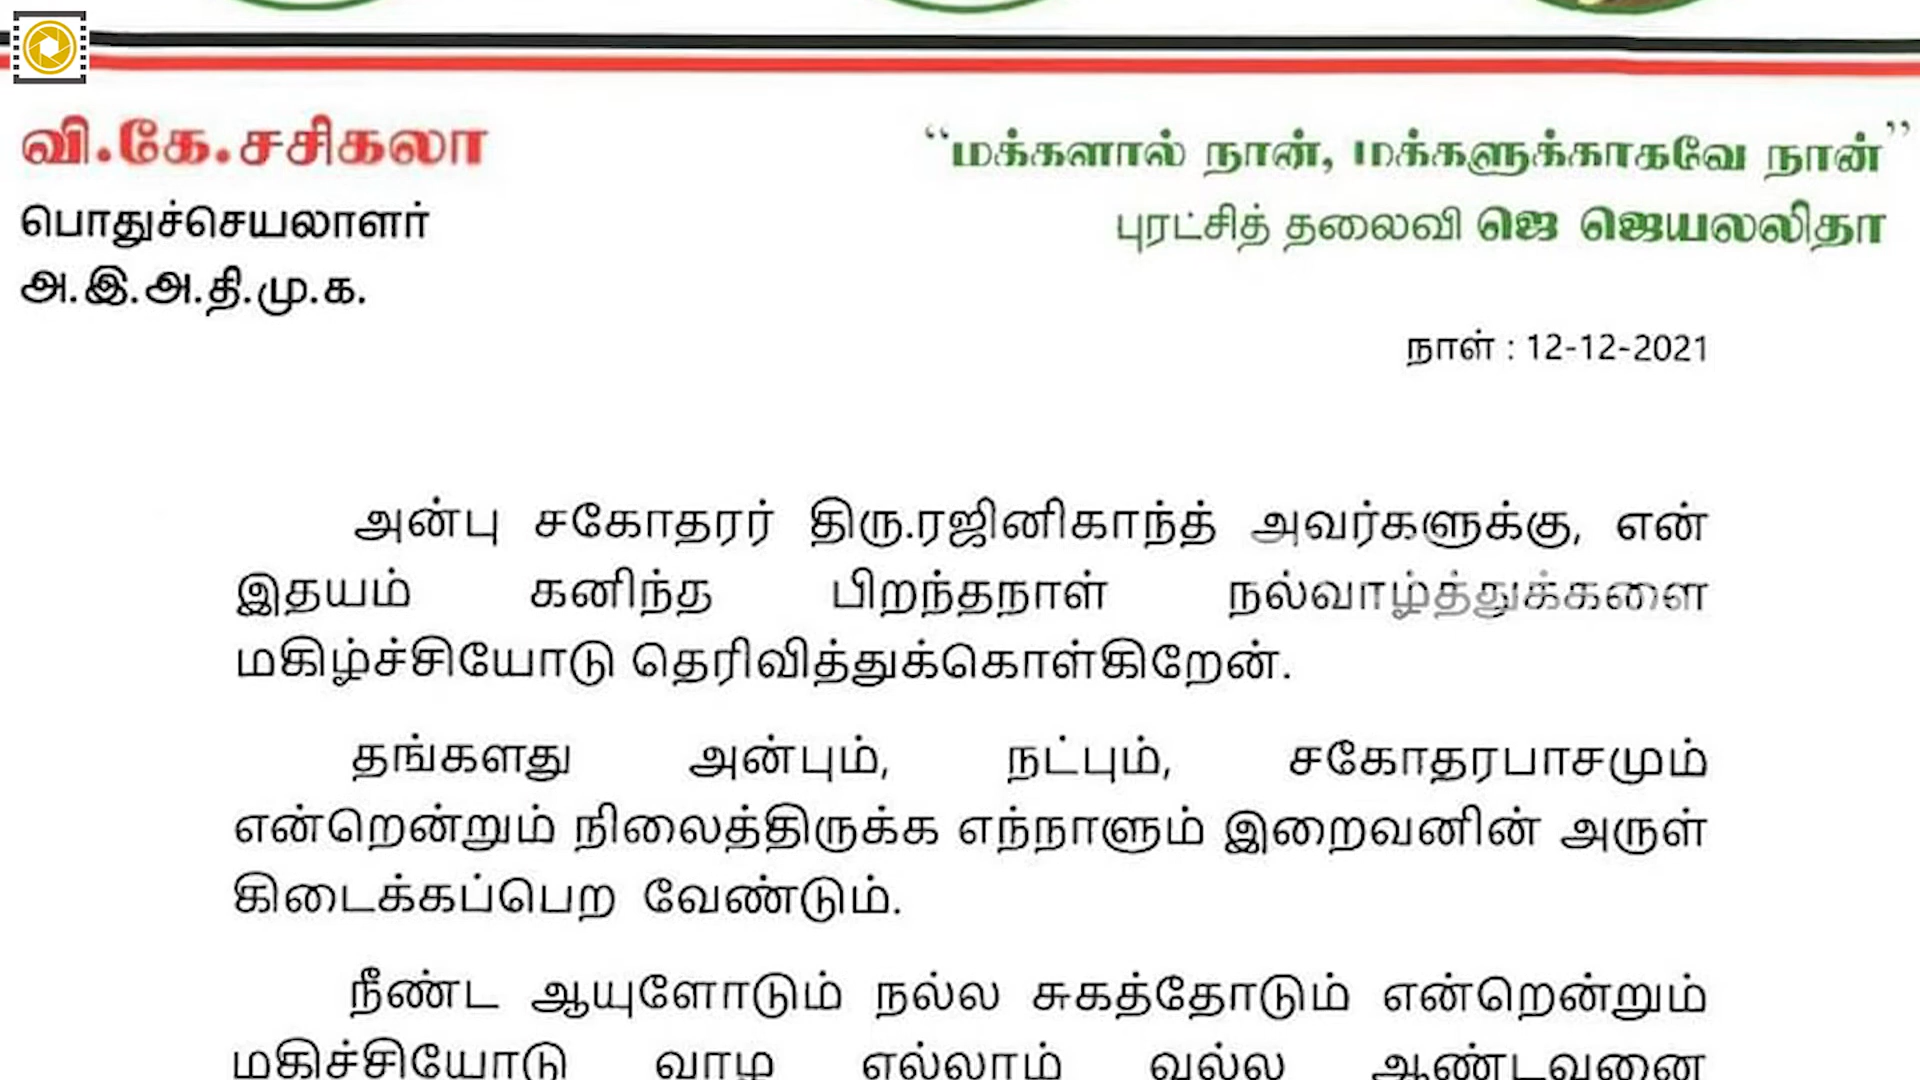 வி.கே.சசிகலா
பொதுச்செயலாளர்
அ.இ.அ.தி.மு.க.
“மக்களால் நான், மக்களுக்காகவே நான்”
புரட்சித் தலைவி ஜெ ஜெயலலிதா
நாள் : 12-12-2021
அன்பு சகோதரர் திரு.ரஜினிகாந்த் அவர்களுக்கு, என்
இதயம் கனிந்த பிறந்தநாள் நல்வாழ்த்துக்களை
மகிழ்ச்சியோடு தெரிவித்துக்கொள்கிறேன்.
தங்களது அன்பும், நட்பும், சகோதரபாசமும்
என்றென்றும் நிலைத்திருக்க எந்நாளும் இறைவனின் அருள்
கிடைக்கப்பெற வேண்டும்.
நீண்ட ஆயுளோடும் நல்ல சுகத்தோடும் என்றென்றும்
மகிச்சியோடு வாழ எல்லாம் வல்ல ஆண்டவனை